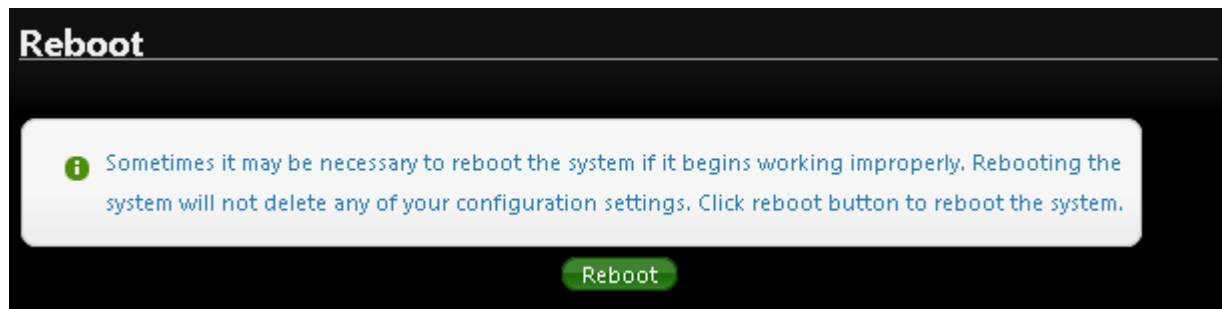 Reboot
Sometimes it may be necessary to reboot the system if it begins working improperly. Rebooting the
system will not delete any of your configuration settings. Click reboot button to reboot the system.
Reboot